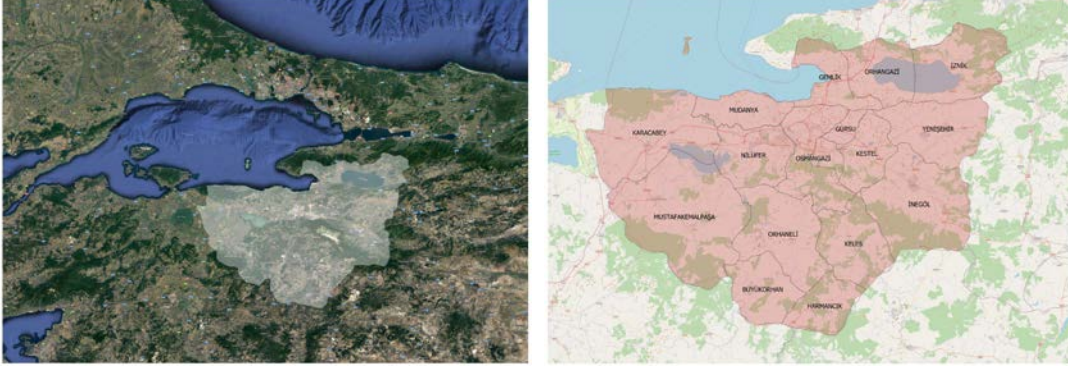 GEMLİK
ORHANGAZİ
İZNİK
MUDANYA
KARACABEY
GÜRSU
YENİŞEHİR
NİLÜFER
OSMANGAZİ
KESTEL
İNEGÖL
MUSTAFAKEMALPAŞA
ORHANELİ
KELES
BÜYÜKORHAN
HARMANCIK